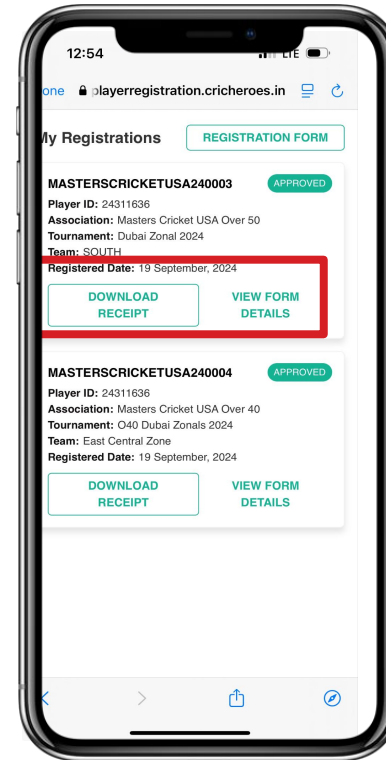 12:54 LTE
one playerregistration.cricheroes.in
My Registrations REGISTRATION FORM
MASTERSCRICKETUSA240003 APPROVED
Player ID: 24311636
Association: Masters Cricket USA Over 50
Tournament: Dubai Zonal 2024
Team: SOUTH
Registered Date: 19 September, 2024
DOWNLOAD RECEIPT
VIEW FORM DETAILS
MASTERSCRICKETUSA240004 APPROVED
Player ID: 24311636
Association: Masters Cricket USA Over 40
Tournament: O40 Dubai Zonals 2024
Team: East Central Zone
Registered Date: 19 September, 2024
DOWNLOAD RECEIPT
VIEW FORM DETAILS